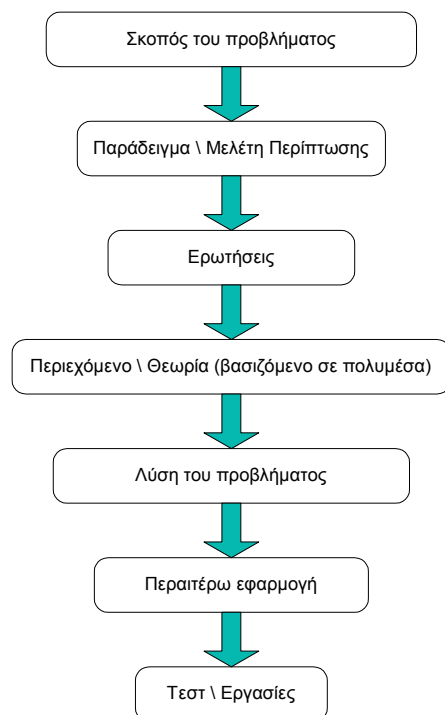 Σκοπός του προβλήματος
Παράδειγμα \ Μελέτη Περίπτωσης
Ερωτήσεις
Περιεχόμενο \ Θεωρία (βασιζόμενο σε πολυμέσα)
Λύση του προβλήματος
Περαιτέρω εφαρμογή
Τεστ \ Εργασίες